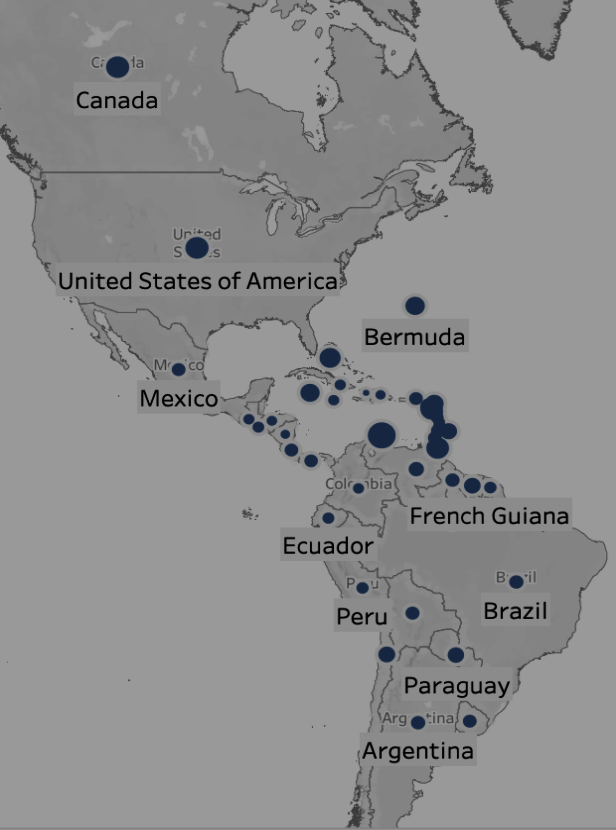 Canada
United States of America
Bermuda
Mexico
Colombia
French Guiana
Ecuador
Peru
Brazil
Paraguay
Argentina